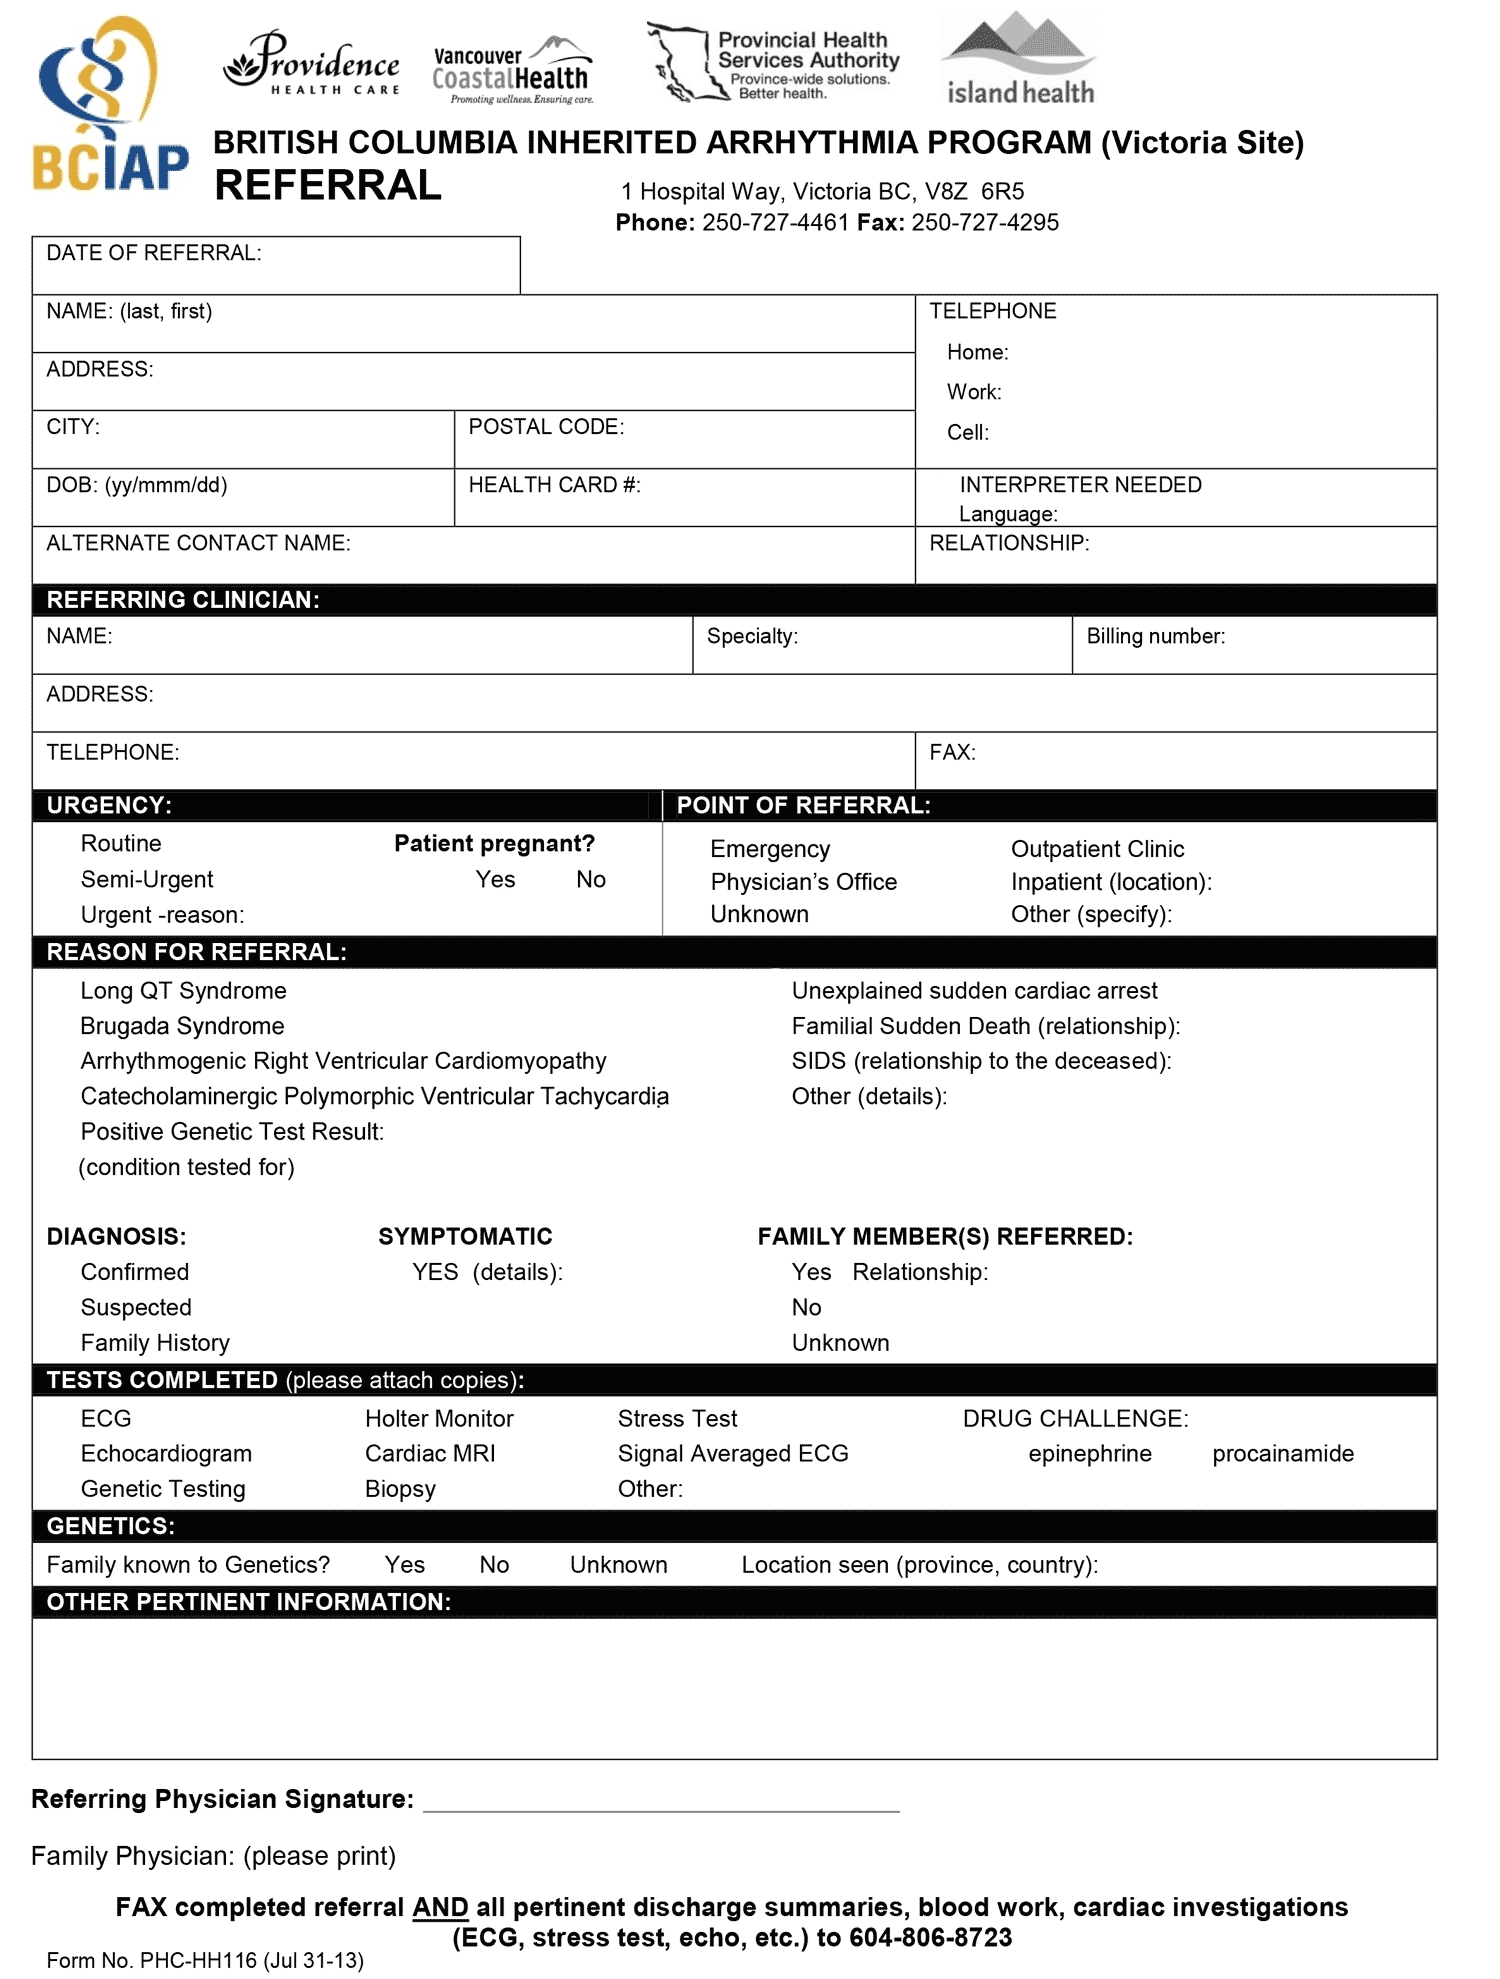 BCIAP
Providence
HEALTH CARE
Vancouver
CoastalHealth
Promoting wellness. Ensuring care.
Provincial Health
Services Authority
Province-wide solutions.
Better health.
island health
BRITISH COLUMBIA INHERITED ARRHYTHMIA PROGRAM (Victoria Site)
REFERRAL 1 Hospital Way, Victoria BC, V8Z 6R5
Phone: 250-727-4461 Fax: 250-727-4295
DATE OF REFERRAL:
NAME: (last, first) TELEPHONE
Home:
ADDRESS:
Work:
CITY: POSTAL CODE: Cell:
DOB: (yy/mmm/dd) HEALTH CARD #: INTERPRETER NEEDED
Language:
ALTERNATE CONTACT NAME: RELATIONSHIP:
REFERRING CLINICIAN:
NAME: Specialty: Billing number:
ADDRESS:
TELEPHONE: FAX:
URGENCY: POINT OF REFERRAL:
Routine Patient pregnant? Emergency Outpatient Clinic
Semi-Urgent Yes No Physician's Office Inpatient (location):
Urgent -reason: Unknown Other (specify):
REASON FOR REFERRAL:
Long QT Syndrome Unexplained sudden cardiac arrest
Brugada Syndrome Familial Sudden Death (relationship):
Arrhythmogenic Right Ventricular Cardiomyopathy SIDS (relationship to the deceased):
Catecholaminergic Polymorphic Ventricular Tachycardia Other (details):
Positive Genetic Test Result:
(condition tested for)
DIAGNOSIS: SYMPTOMATIC FAMILY MEMBER(S) REFERRED:
Confirmed YES (details): Yes Relationship:
Suspected No
Family History Unknown
TESTS COMPLETED (please attach copies):
ECG Holter Monitor Stress Test DRUG CHALLENGE:
Echocardiogram Cardiac MRI Signal Averaged ECG epinephrine procainamide
Genetic Testing Biopsy Other:
GENETICS:
Family known to Genetics? Yes No Unknown Location seen (province, country):
OTHER PERTINENT INFORMATION:
Referring Physician Signature: ____________________
Family Physician: (please print)
FAX completed referral AND all pertinent discharge summaries, blood work, cardiac investigations
(ECG, stress test, echo, etc.) to 604-806-8723
Form No. PHC-HH116 (Jul 31-13)